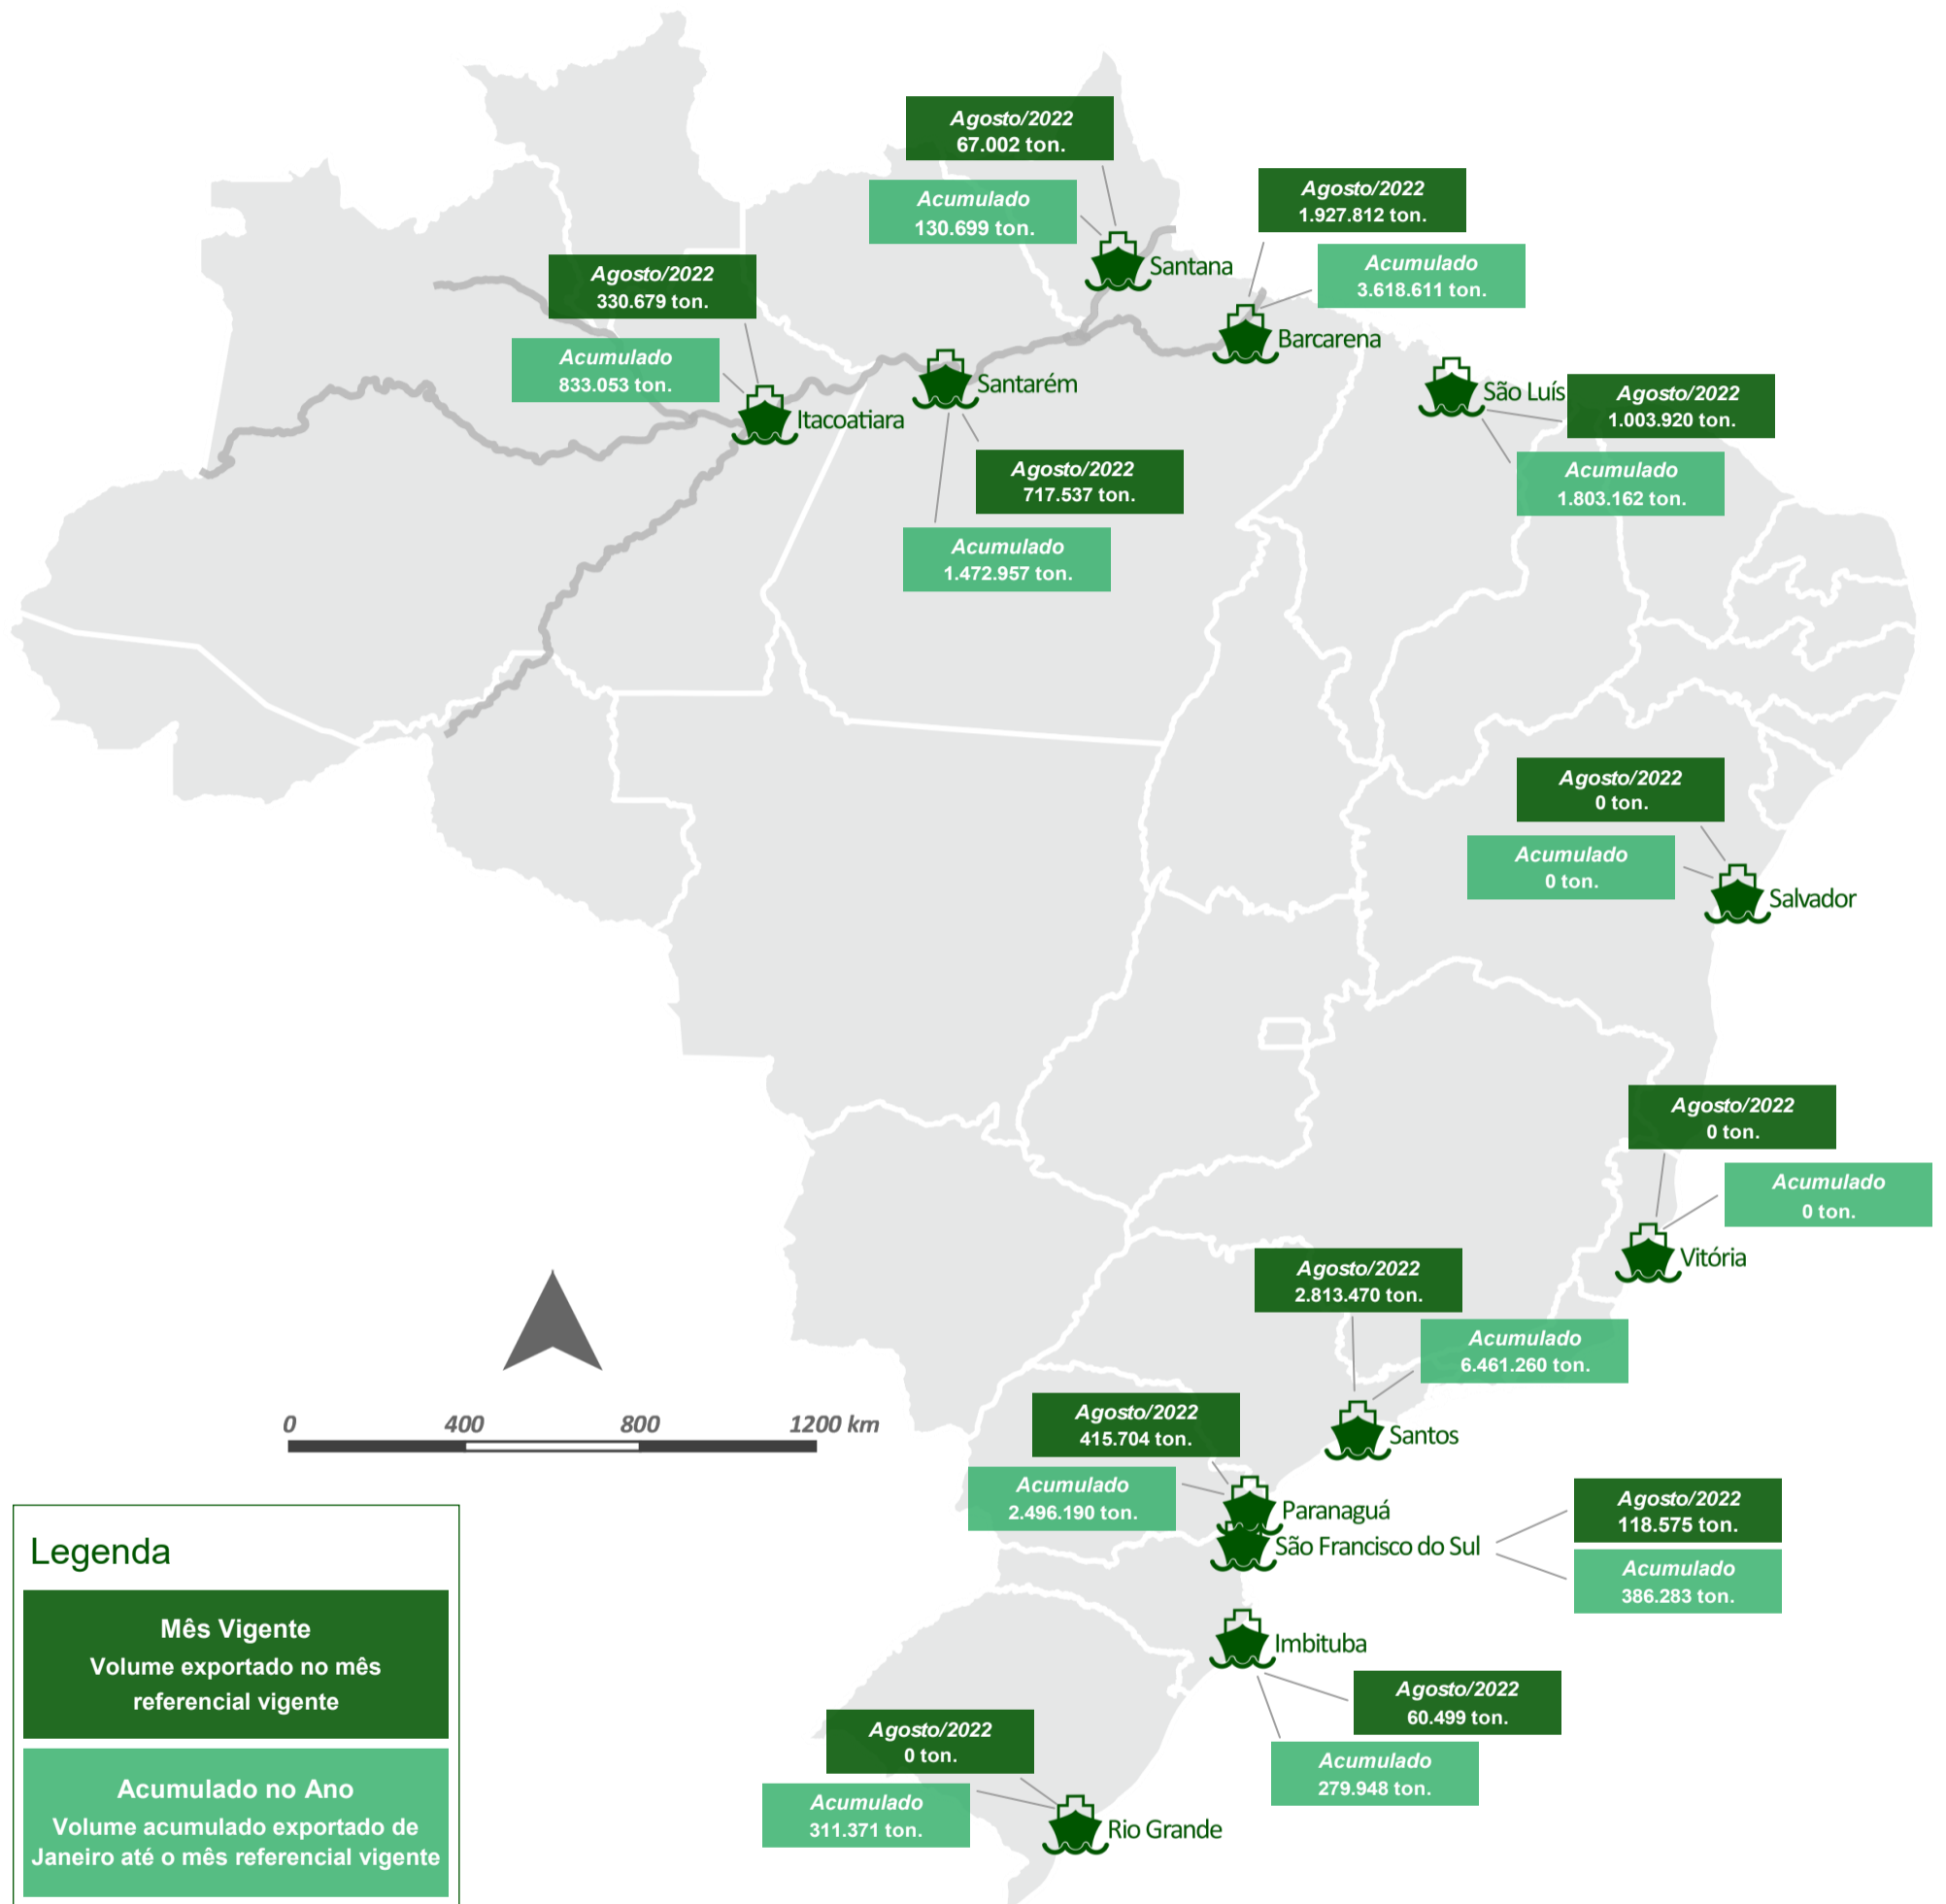 Agosto/2022
67.002 ton.
Acumulado
130.699 ton.
Santana
Agosto/2022
1.927.812 ton.
Acumulado
3.618.611 ton.
Barcarena
Agosto/2022
330.679 ton.
Acumulado
833.053 ton.
Itacoatiara
Santarém
Agosto/2022
717.537 ton.
Acumulado
1.472.957 ton.
São Luís
Agosto/2022
1.003.920 ton.
Acumulado
1.803.162 ton.
Agosto/2022
0 ton.
Acumulado
0 ton.
Salvador
Agosto/2022
0 ton.
Acumulado
0 ton.
Vitória
Agosto/2022
2.813.470 ton.
Acumulado
6.461.260 ton.
Santos
Agosto/2022
415.704 ton.
Acumulado
2.496.190 ton.
Paranaguá
São Francisco do Sul
Agosto/2022
118.575 ton.
Acumulado
386.283 ton.
Imbituba
Agosto/2022
60.499 ton.
Acumulado
279.948 ton.
Agosto/2022
0 ton.
Acumulado
311.371 ton.
Rio Grande
0 400 800 1200 km
Legenda
Mês Vigente
Volume exportado no mês
referencial vigente
Acumulado no Ano
Volume acumulado exportado de
Janeiro até o mês referencial vigente